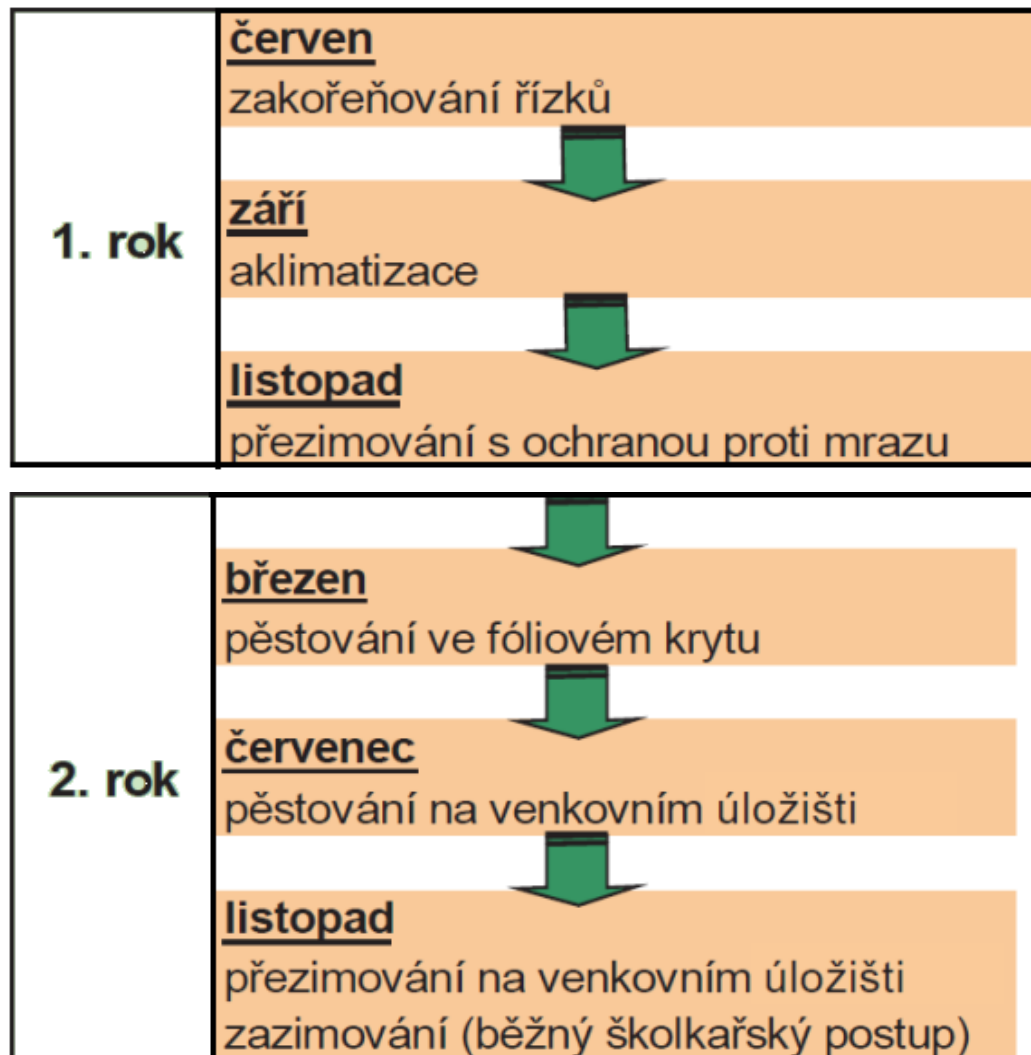 1. rok
červen
zakořeňování řízků
září
aklimatizace
listopad
přezimování s ochranou proti mrazu
2. rok
březen
pěstování ve fóliovém krytu
červenec
pěstování na venkovním úložišti
listopad
přezimování na venkovním úložišti
zazimování (běžný školkařský postup)